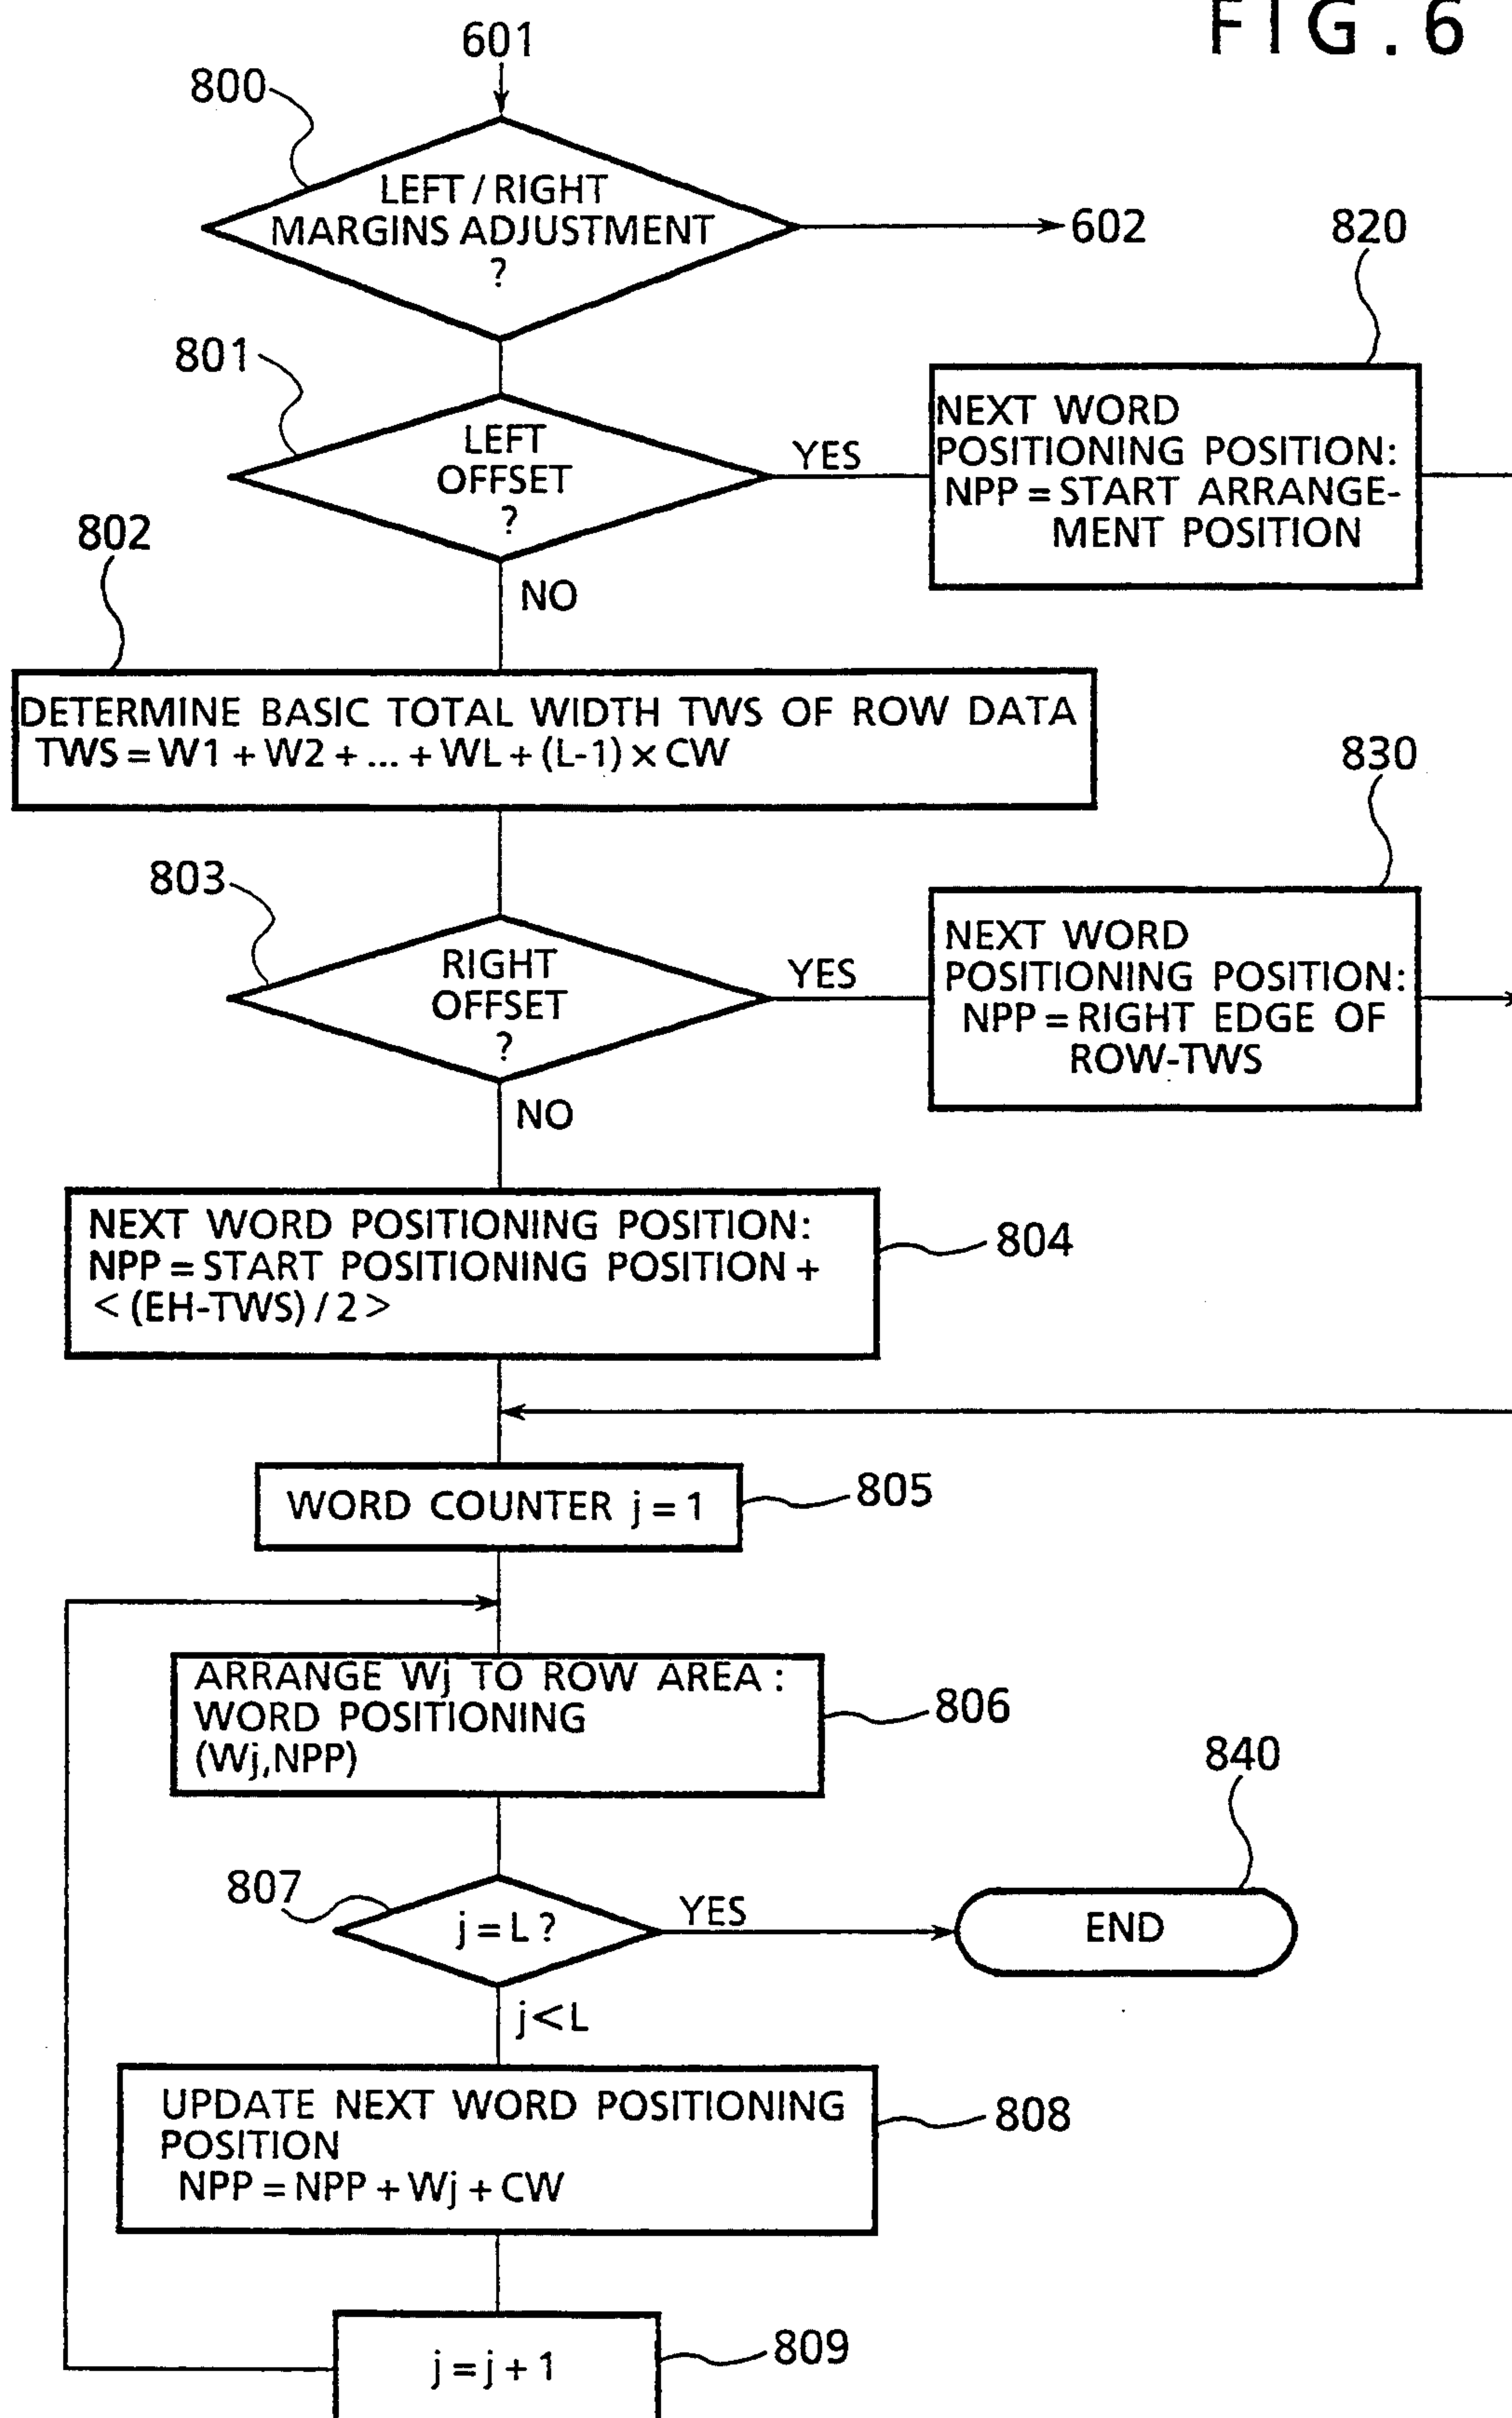 FIG.6
601
800
LEFT / RIGHT
MARGINS ADJUSTMENT
?
602
820
801
LEFT
OFFSET
?
YES
NEXT WORD
POSITIONING POSITION:
NPP = START ARRANGE-
MENT POSITION
802
NO
DETERMINE BASIC TOTAL WIDTH TWS OF ROW DATA
TWS = W1 + W2 + ... + WL + (L-1) × CW
830
803
RIGHT
OFFSET
?
YES
NEXT WORD
POSITIONING POSITION:
NPP = RIGHT EDGE OF
ROW-TWS
NO
NEXT WORD POSITIONING POSITION:
NPP = START POSITIONING POSITION +
< (EH-TWS) / 2 >
804
WORD COUNTER j = 1
805
ARRANGE Wj TO ROW AREA :
WORD POSITIONING
(Wj,NPP)
806
840
807
j = L ?
YES
END
j < L
UPDATE NEXT WORD POSITIONING
POSITION
NPP = NPP + Wj + CW
808
j = j + 1
809